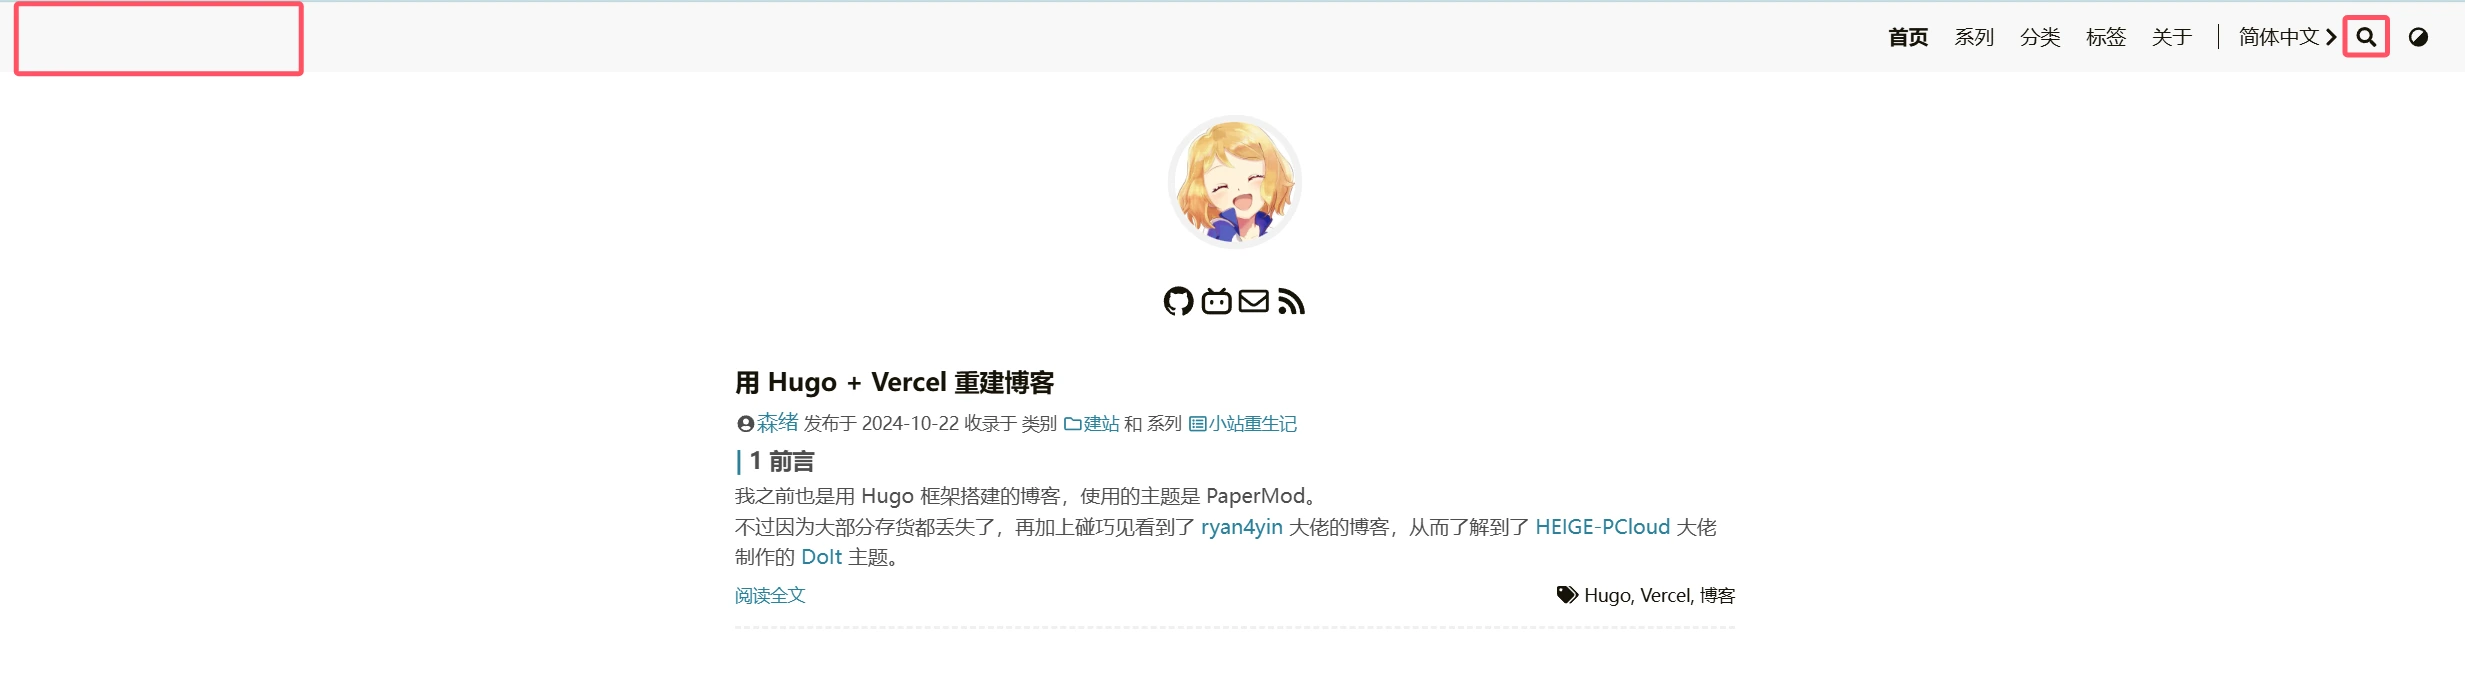 首页 系列 分类 标签 关于 | 简体中文
用 Hugo + Vercel 重建博客
森绪 发布于 2024-10-22 收录于 类别 建站 和 系列 小站重生记
| 1 前言
我之前也是用 Hugo 框架搭建的博客，使用的主题是 PaperMod。
不过因为大部分存货都丢失了，再加上碰巧见看到了 ryan4yin 大佬的博客，从而了解到了 HEIGE-PCloud 大佬
制作的 DoIt 主题。
阅读全文 Hugo, Vercel, 博客